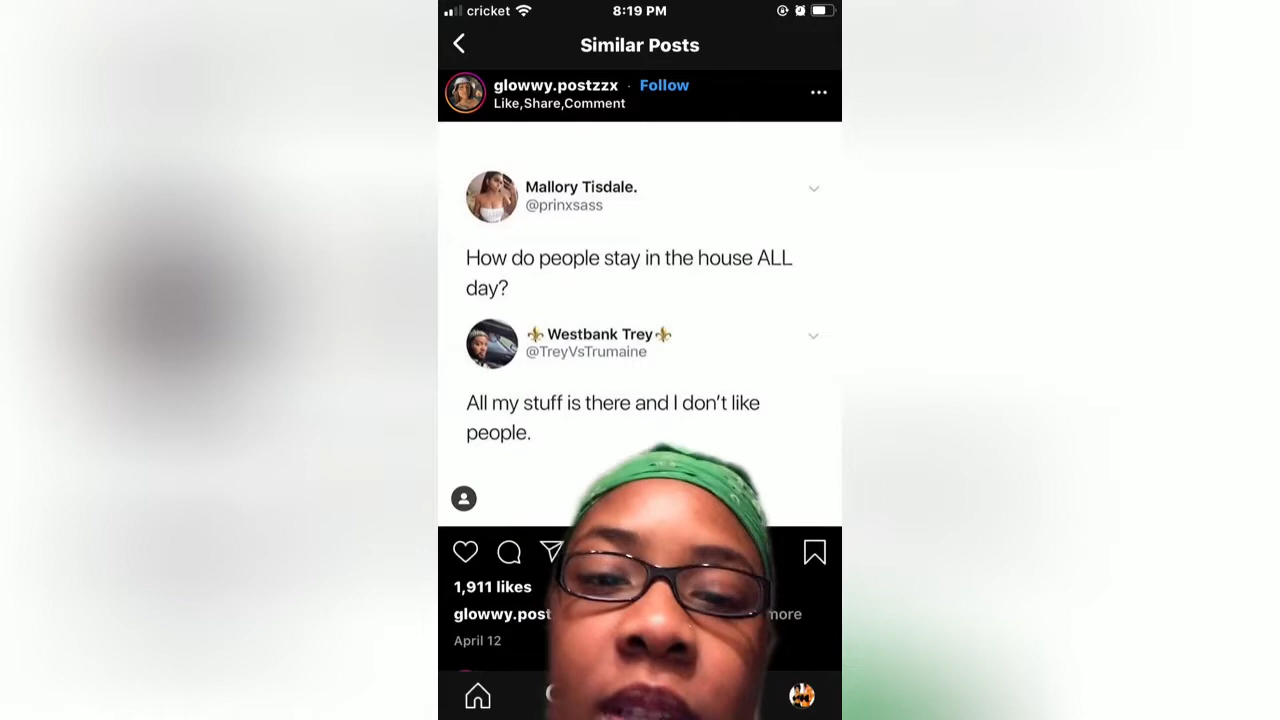 cricket 8:19 PM
Similar Posts
glowwy.postzzx · Follow
Like,Share,Comment
Mallory Tisdale.
@prinxsass
How do people stay in the house ALL
day?
⚜️ Westbank Trey ⚜️
@TreyVsTrumaine
All my stuff is there and I don't like
people.
1,911 likes
glowwy.post more
April 12